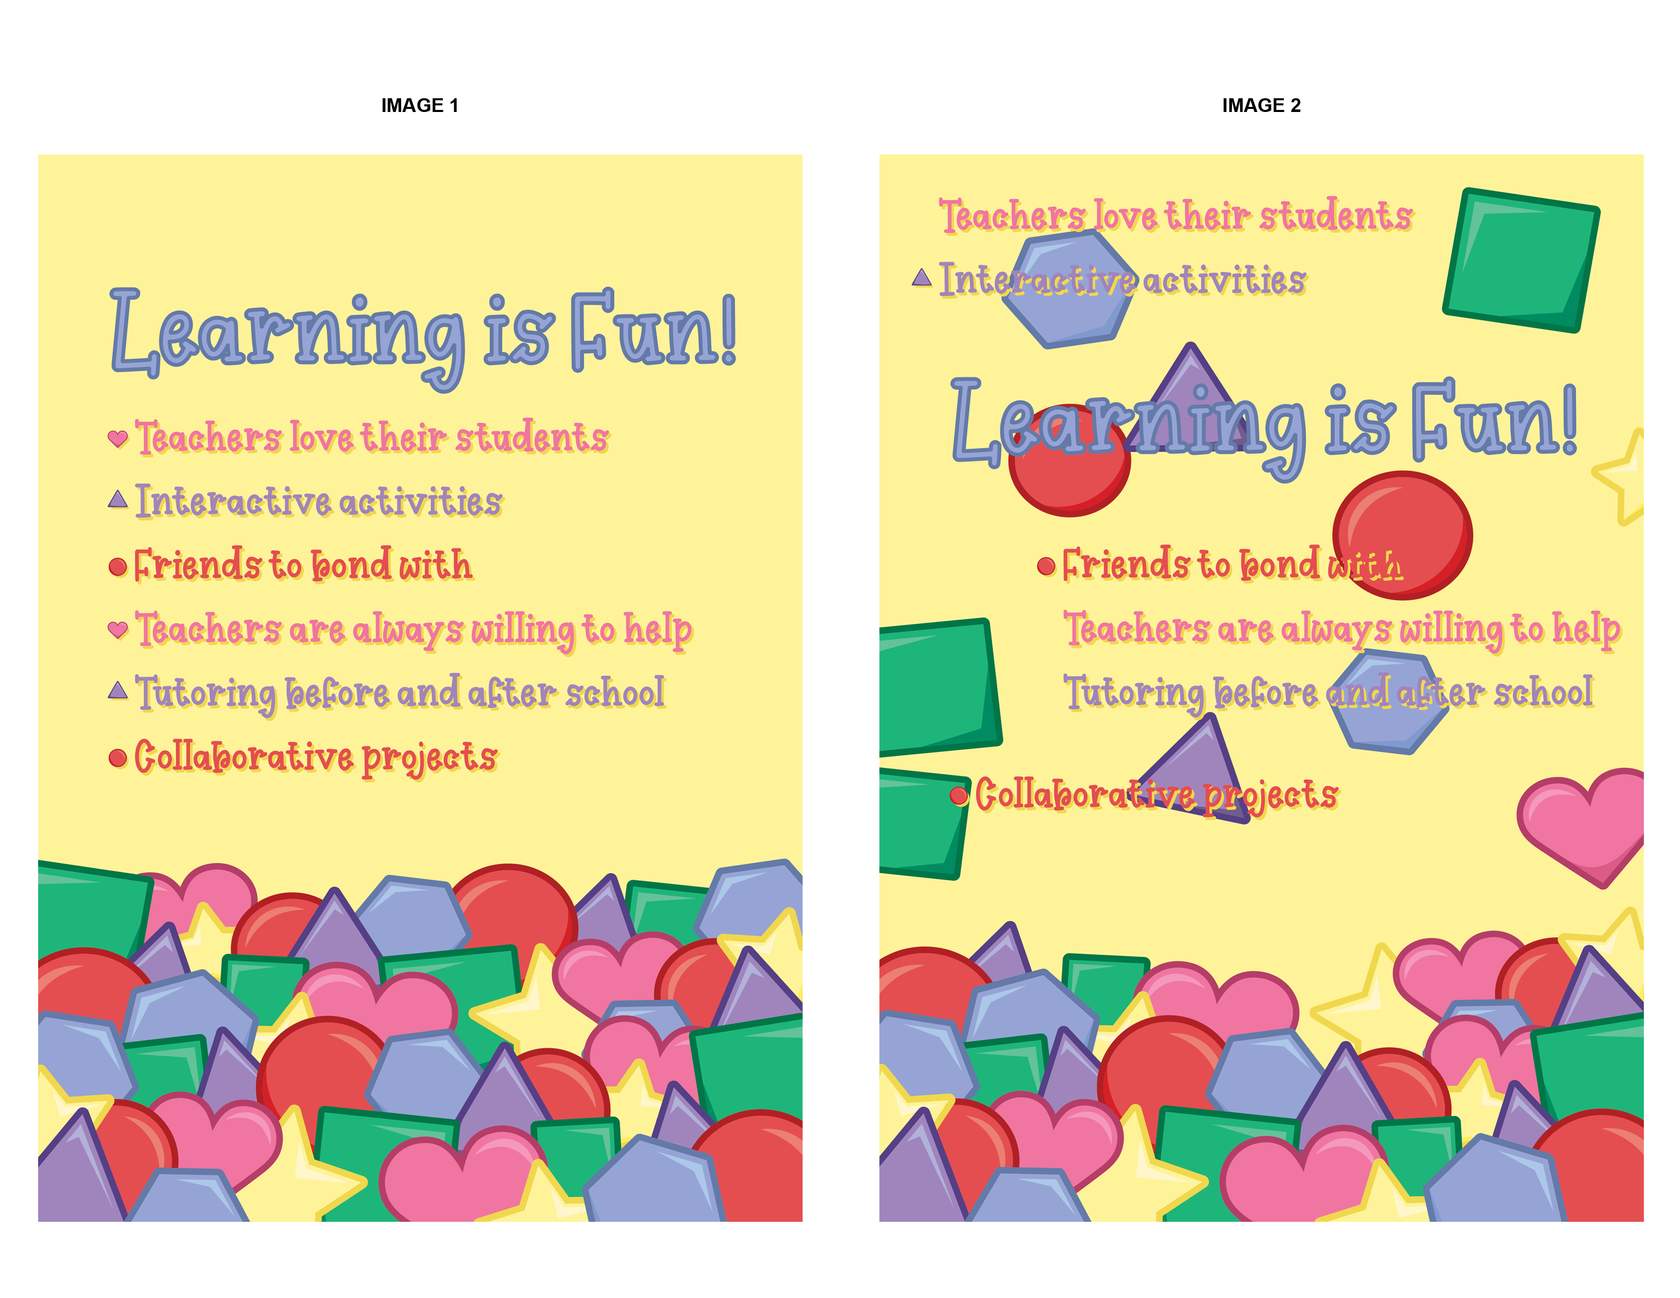 IMAGE 1
Learning is Fun!
Teachers love their students
Interactive activities
Friends to bond with
Teachers are always willing to help
Tutoring before and after school
Collaborative projects
IMAGE 2
Teachers love their students
Interactive activities
Learning is Fun!
Friends to bond with
Teachers are always willing to help
Tutoring before and after school
Collaborative projects